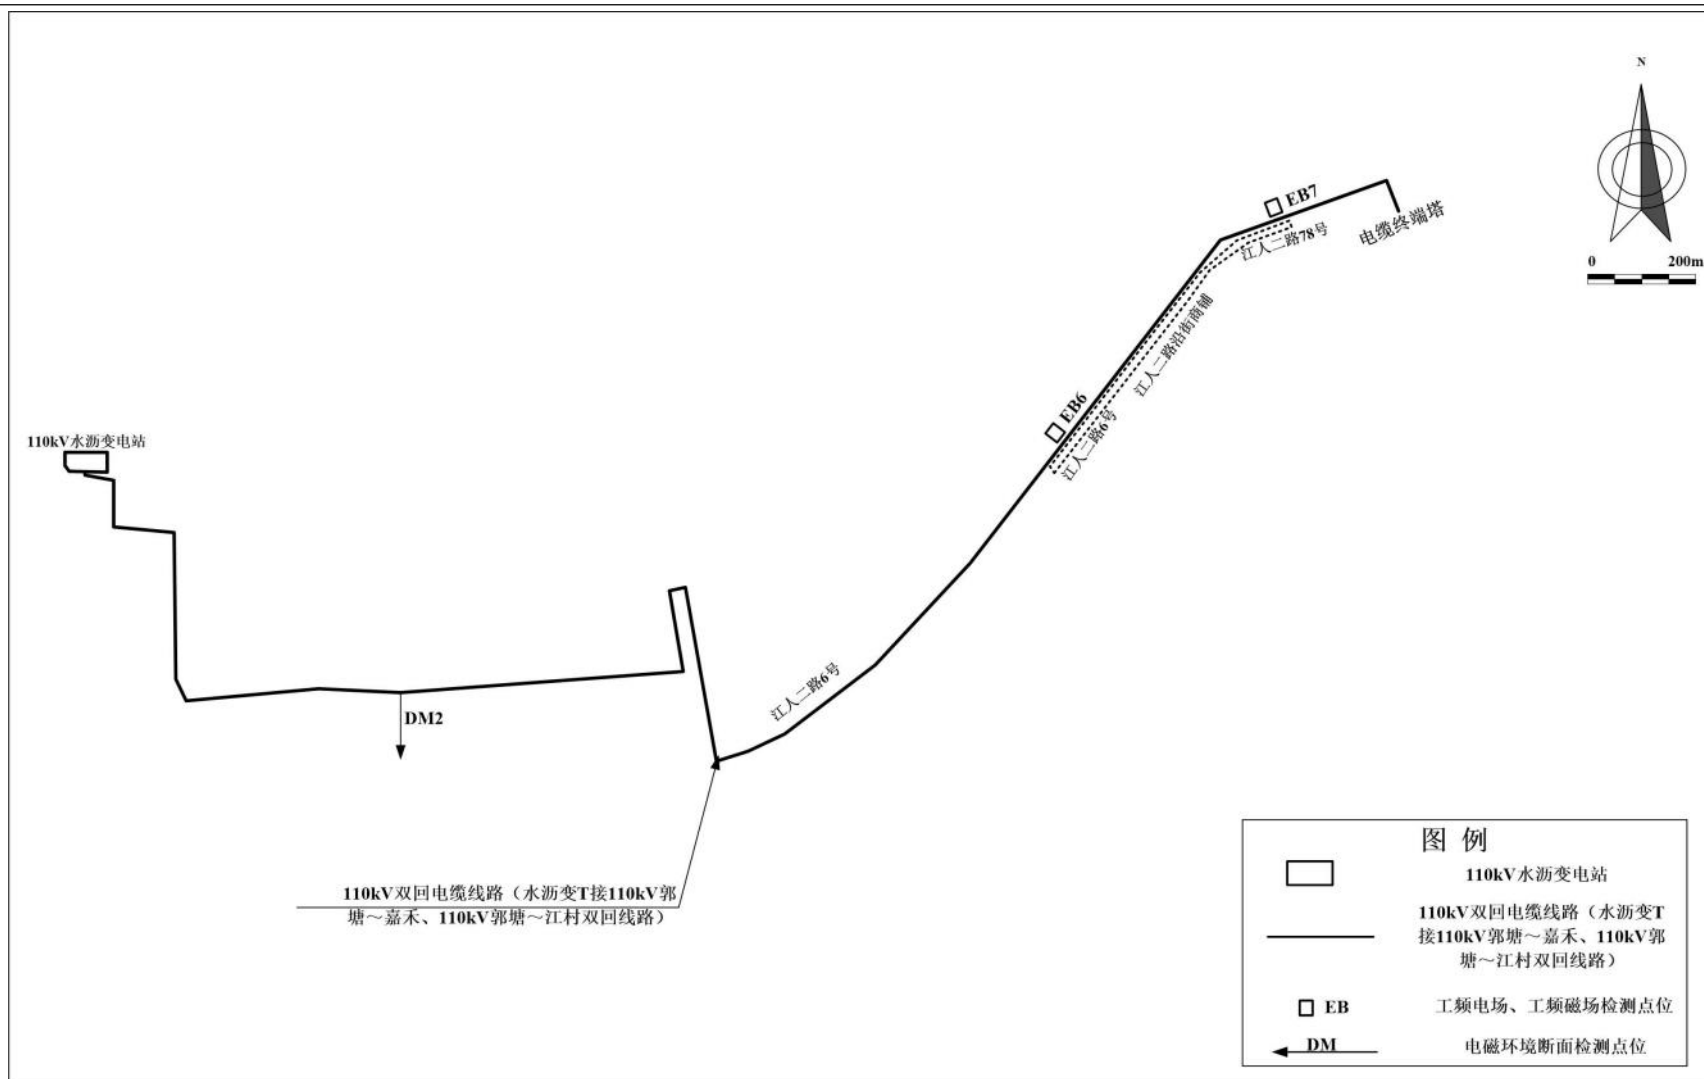 N
0 200m
EB7
电缆终端塔
江人二路78号
江人二路沿街商铺
EB6
江人二路6号
110kV水沥变电站
江人二路6号
DM2
110kV双回电缆线路（水沥变T接110kV郭
塘～嘉禾、110kV郭塘～江村双回线路）
图 例
110kV水沥变电站
110kV双回电缆线路（水沥变T
接110kV郭塘～嘉禾、110kV郭
塘～江村双回线路）
EB 工频电场、工频磁场检测点位
DM 电磁环境断面检测点位